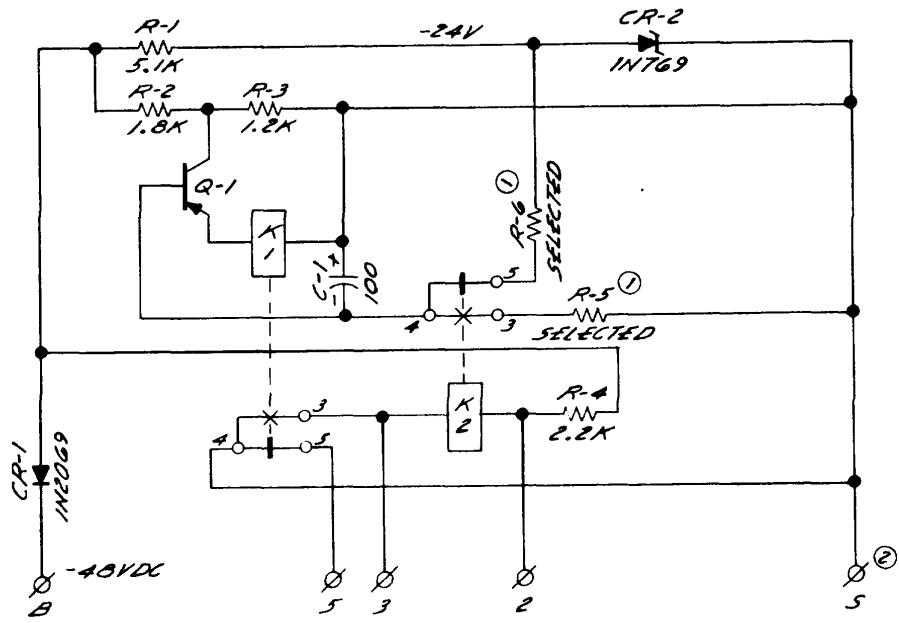 R-1
5.1K
-24V
CR-2
1N769
R-2
1.8K
R-3
1.2K
Q-1
K
1
C-1
+
-
100
1
R-6
SELECTED
5
4
3
R-5
1
SELECTED
K
2
R-4
2.2K
3
4
5
CR-1
1N2069
-48VDC
B
5
3
2
S
2